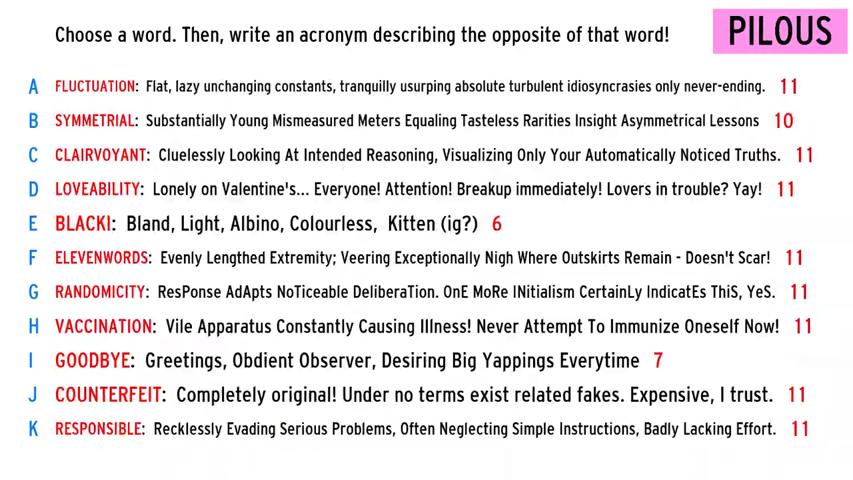 Choose a word. Then, write an acronym describing the opposite of that word!
PILOUS
A FLUCTUATION: Flat, lazy unchanging constants, tranquilly usurping absolute turbulent idiosyncrasies only never-ending. 11
B SYMMETRIAL: Substantially Young Mismeasured Meters Equaling Tasteless Rarities Insight Asymmetrical Lessons 10
C CLAIRVOYANT: Cluelessly Looking At Intended Reasoning, Visualizing Only Your Automatically Noticed Truths. 11
D LOVEABILITY: Lonely on Valentine's... Everyone! Attention! Breakup immediately! Lovers in trouble? Yay! 11
E BLACKI: Bland, Light, Albino, Colourless, Kitten (ig?) 6
F ELEVENWORDS: Evenly Lengthed Extremity; Veering Exceptionally Nigh Where Outskirts Remain - Doesn't Scar! 11
G RANDOMICITY: ResPonse AdApts NoTiceable DeliberaTion. OnE MoRe INitialism CertainLy IndicatEs ThiS, YeS. 11
H VACCINATION: Vile Apparatus Constantly Causing Illness! Never Attempt To Immunize Oneself Now! 11
I GOODBYE: Greetings, Obdient Observer, Desiring Big Yappings Everytime 7
J COUNTERFEIT: Completely original! Under no terms exist related fakes. Expensive, I trust. 11
K RESPONSIBLE: Recklessly Evading Serious Problems, Often Neglecting Simple Instructions, Badly Lacking Effort. 11